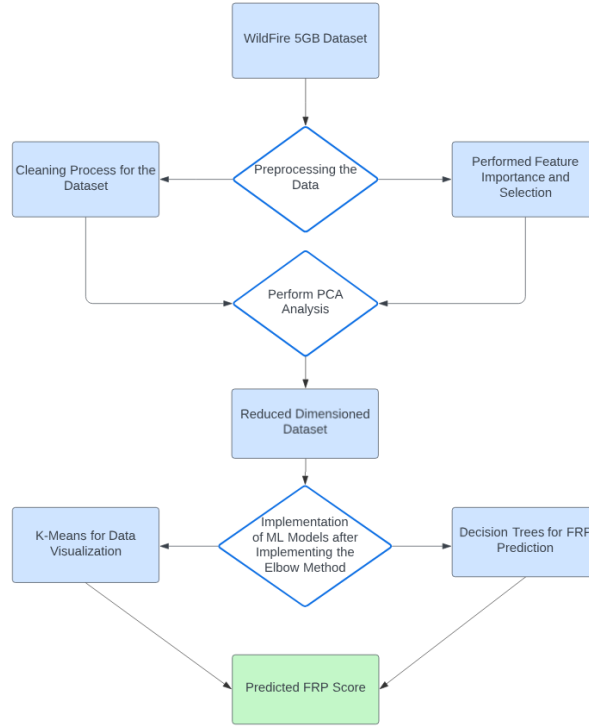 WildFire 5GB Dataset
Cleaning Process for the
Dataset
Preprocessing the
Data
Performed Feature
Importance and
Selection
Perform PCA
Analysis
Reduced Dimensioned
Dataset
K-Means for Data
Visualization
Implementation
of ML Models after
Implementing the
Elbow Method
Decision Trees for FRP
Prediction
Predicted FRP Score